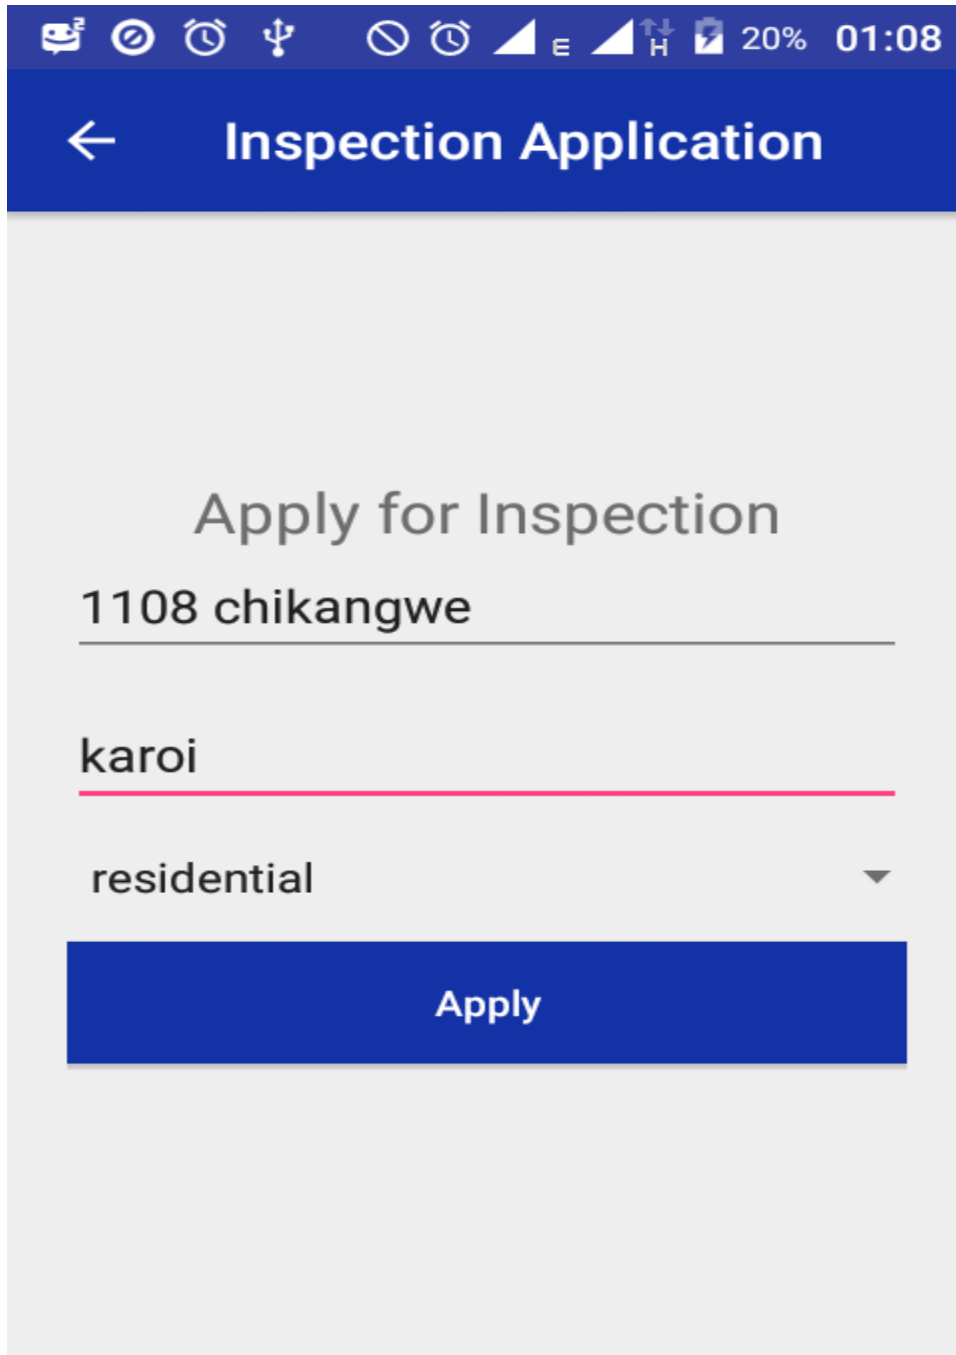 E H 20% 01:08
Inspection Application
Apply for Inspection
1108 chikangwe
karoi
residential
Apply